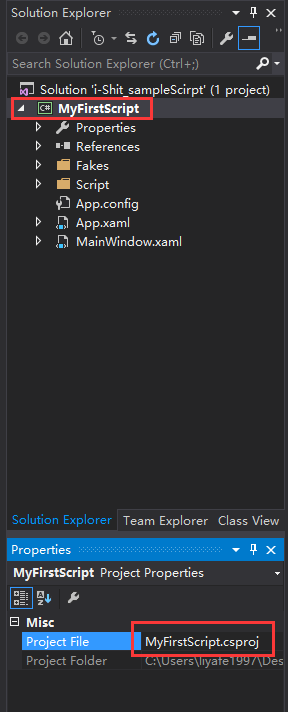 Solution Explorer
Search Solution Explorer (Ctrl+;)
Solution 'i-Shit_sampleScirpt' (1 project)
C# MyFirstScript
Properties
References
Fakes
Script
App.config
App.xaml
MainWindow.xaml
Solution Explorer Team Explorer Class View
Properties
MyFirstScript Project Properties
Misc
Project File MyFirstScript.csproj
Project Folder C:\Users\liyafe1997\Des